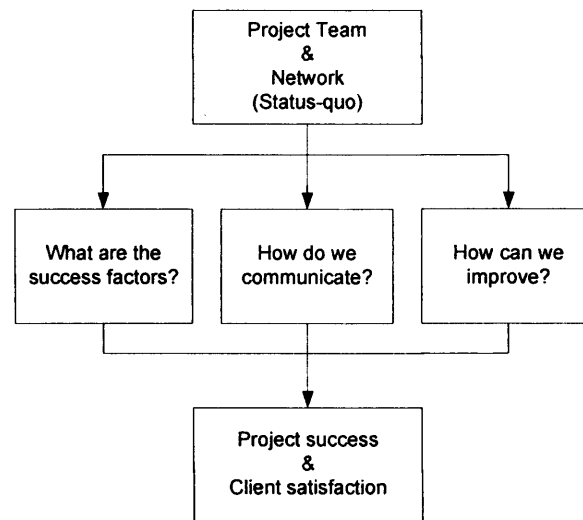 Project Team
&
Network
(Status-quo)
What are the
success factors?
How do we
communicate?
How can we
improve?
Project success
&
Client satisfaction